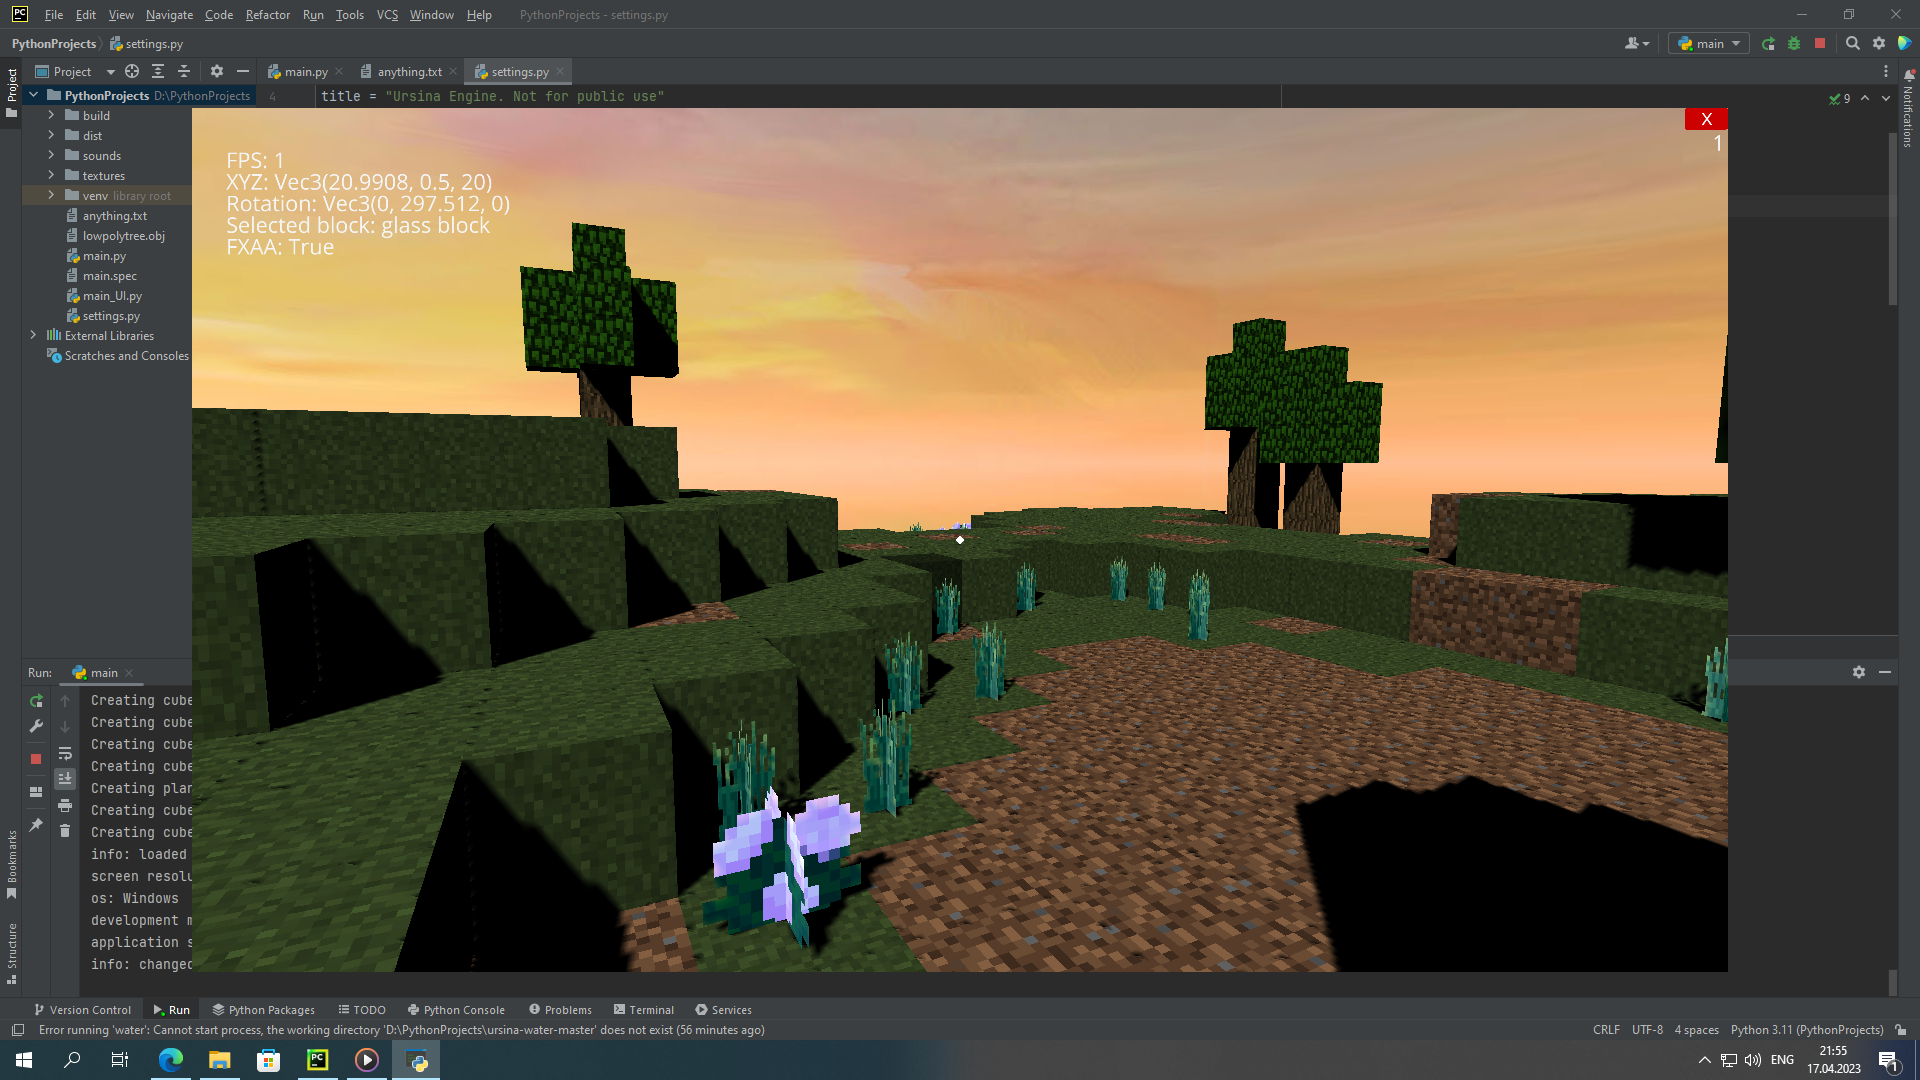 File Edit View Navigate Code Refactor Run Tools VCS Window Help PythonProjects - settings.py
PythonProjects settings.py main
Project main.py anything.txt settings.py
Project
Notifications
PythonProjects D:\PythonProjects
4 title = "Ursina Engine. Not for public use"
9
build
dist
sounds
textures
venv library root
anything.txt
lowpolytree.obj
main.py
main.spec
main_UI.py
settings.py
External Libraries
Scratches and Consoles
X
1
FPS: 1
XYZ: Vec3(20.9908, 0.5, 20)
Rotation: Vec3(0, 297.512, 0)
Selected block: glass block
FXAA: True
Run: main
Creating cube
Creating cube
Creating cube
Creating cube
Creating plan
Creating cube
Creating cube
info: loaded
screen resolu
os: Windows
development m
application s
info: changed
Bookmarks
Structure
Version Control Run Python Packages TODO Python Console Problems Terminal Services
Error running 'water': Cannot start process, the working directory 'D:\PythonProjects\ursina-water-master' does not exist (56 minutes ago)
CRLF UTF-8 4 spaces Python 3.11 (PythonProjects)
ENG
21:55
17.04.2023
1